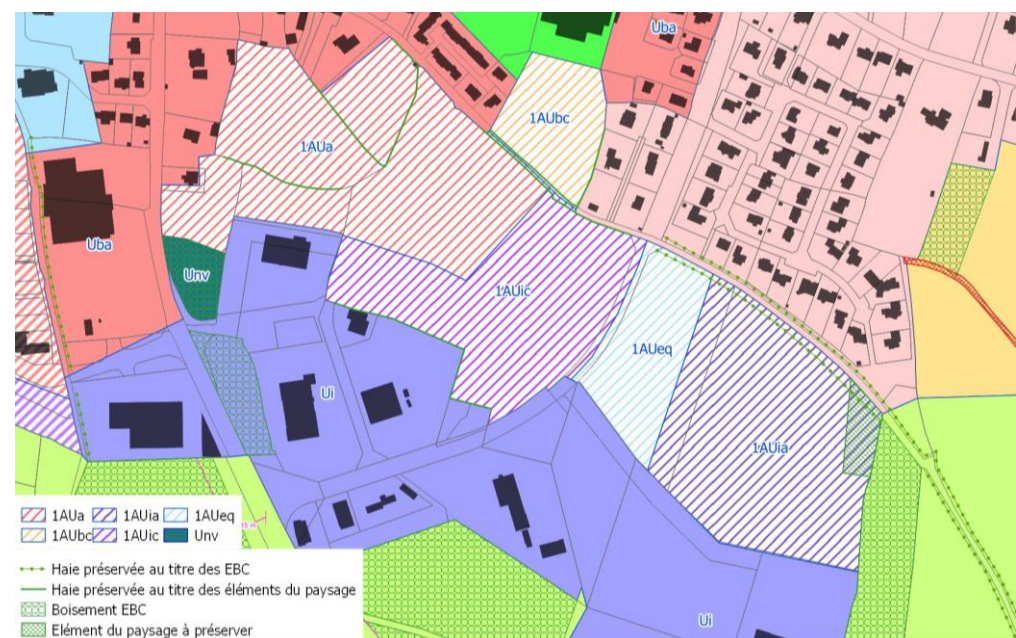 Uba
1AUbc
1AUa
Uba
Unv
1AUic
1AUeq
Ui
1AUia
Ui
1AUa 1AUia 1AUeq
1AUbc 1AUic Unv
Haie préservée au titre des EBC
Haie préservée au titre des éléments du paysage
Boisement EBC
Elément du paysage à préserver